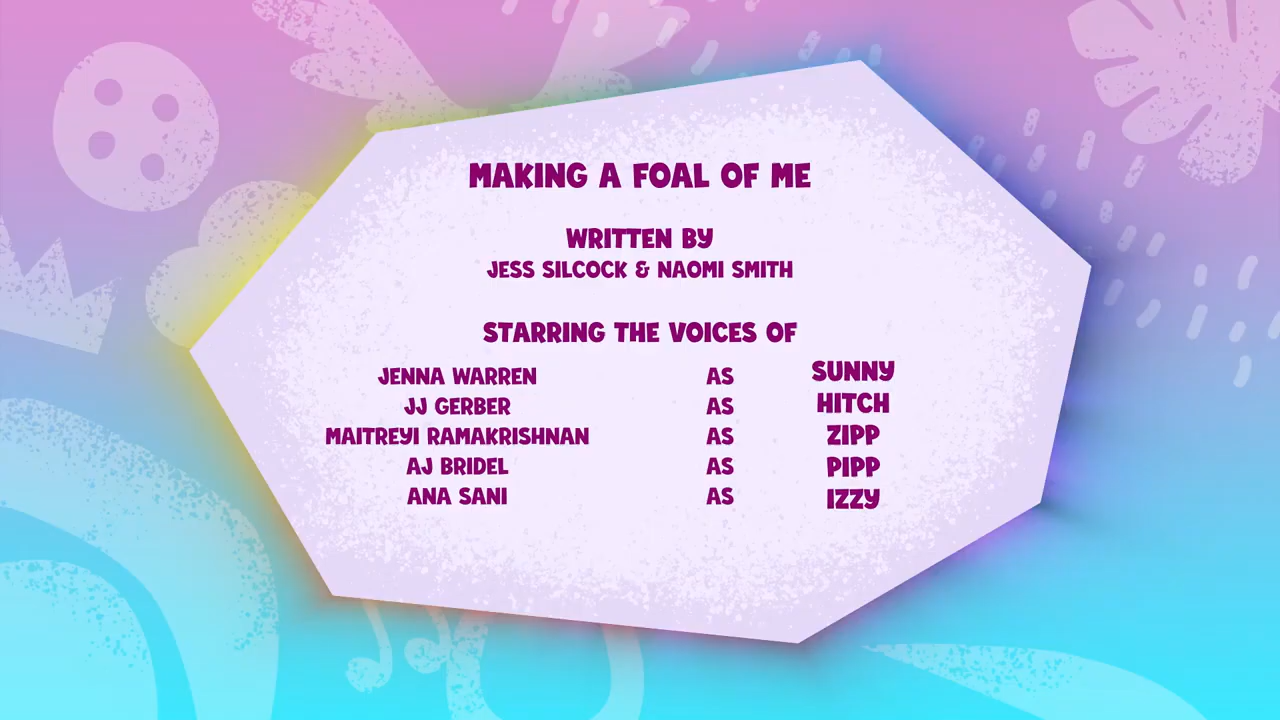 MAKING A FOAL OF ME
WRITTEN BY
JESS SILCOCK & NAOMI SMITH
STARRING THE VOICES OF
JENNA WARREN AS SUNNY
JJ GERBER AS HITCH
MAITREYI RAMAKRISHNAN AS ZIPP
AJ BRIDEL AS PIPP
ANA SANI AS IZZY